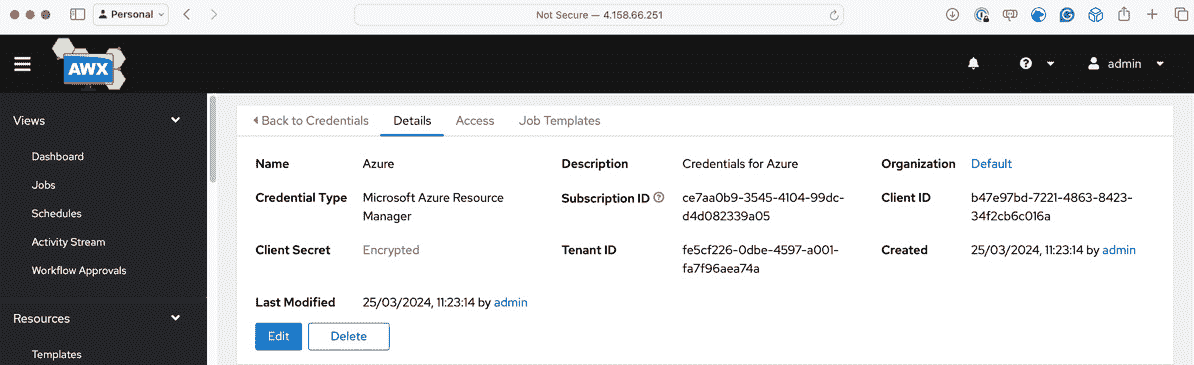 Personal
Not Secure — 4.158.66.251
AWX
admin
Views
Dashboard
Jobs
Schedules
Activity Stream
Workflow Approvals
Resources
Templates
Back to Credentials Details Access Job Templates
Name Azure Description Credentials for Azure Organization Default
Credential Type Microsoft Azure Resource Subscription ID ce7aa0b9-3545-4104-99dc- Client ID b47e97bd-7221-4863-8423-
Manager d4d082339a05 34f2cb6c016a
Client Secret Encrypted Tenant ID fe5cf226-0dbe-4597-a001- Created 25/03/2024, 11:23:14 by admin
fa7f96aea74a
Last Modified 25/03/2024, 11:23:14 by admin
Edit Delete